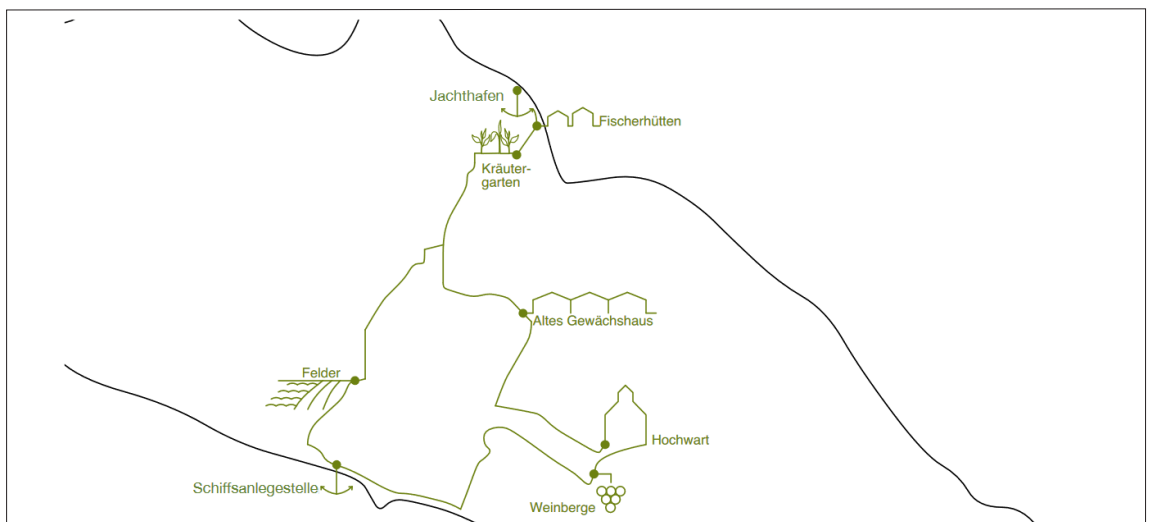 Jachthafen
Fischerhütten
Kräuter-
garten
Altes Gewächshaus
Felder
Hochwart
Schiffsanlegestelle
Weinberge